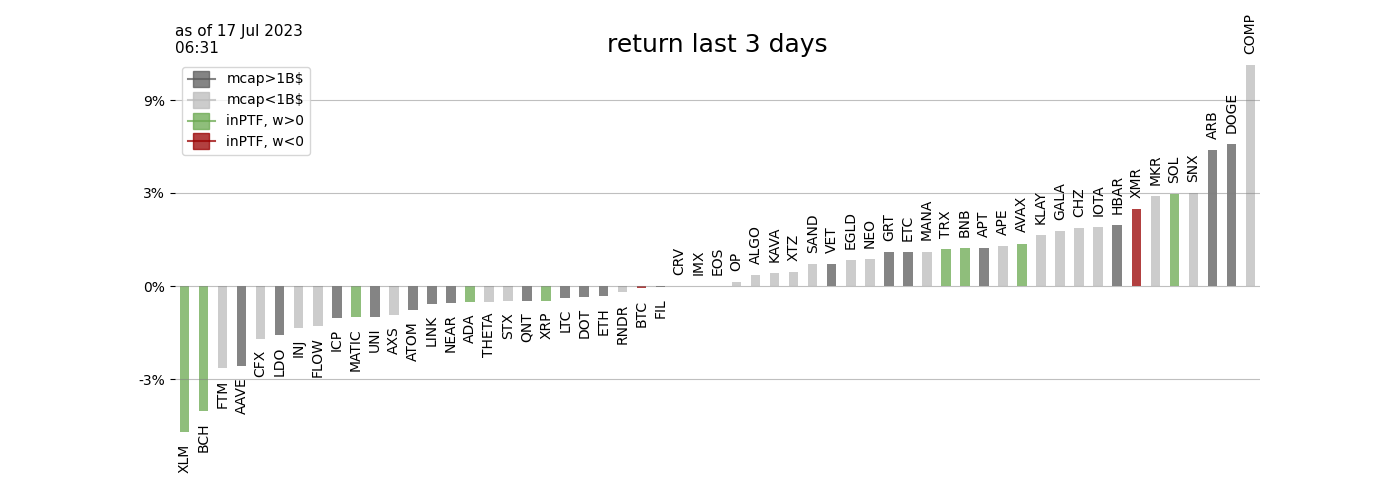 as of 17 Jul 2023
06:31
return last 3 days
mcap>1B$
mcap<1B$
inPTF, w>0
inPTF, w<0
9%
3%
0%
-3%
XLM
BCH
FTM
AAVE
CFX
LDO
INJ
FLOW
ICP
MATIC
UNI
AXS
ATOM
LINK
NEAR
ADA
THETA
STX
QNT
XRP
LTC
DOT
ETH
RNDR
BTC
FIL
CRV
IMX
EOS
OP
ALGO
KAVA
XTZ
SAND
VET
EGLD
NEO
GRT
ETC
MANA
TRX
BNB
APT
APE
AVAX
KLAY
GALA
CHZ
IOTA
HBAR
XMR
MKR
SOL
SNX
ARB
DOGE
COMP